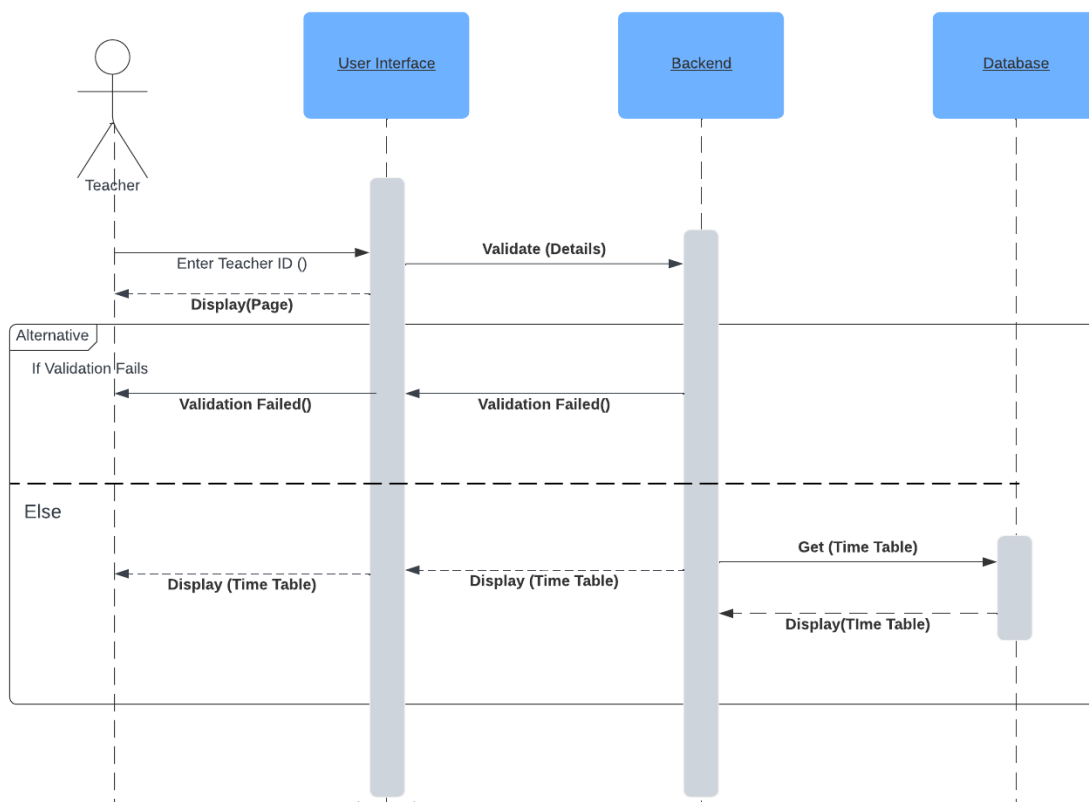 User Interface
Backend
Database
Teacher
Validate (Details)
Enter Teacher ID ()
Display(Page)
Alternative
If Validation Fails
Validation Failed()
Validation Failed()
Else
Get (Time Table)
Display (Time Table)
Display (Time Table)
Display(TIme Table)